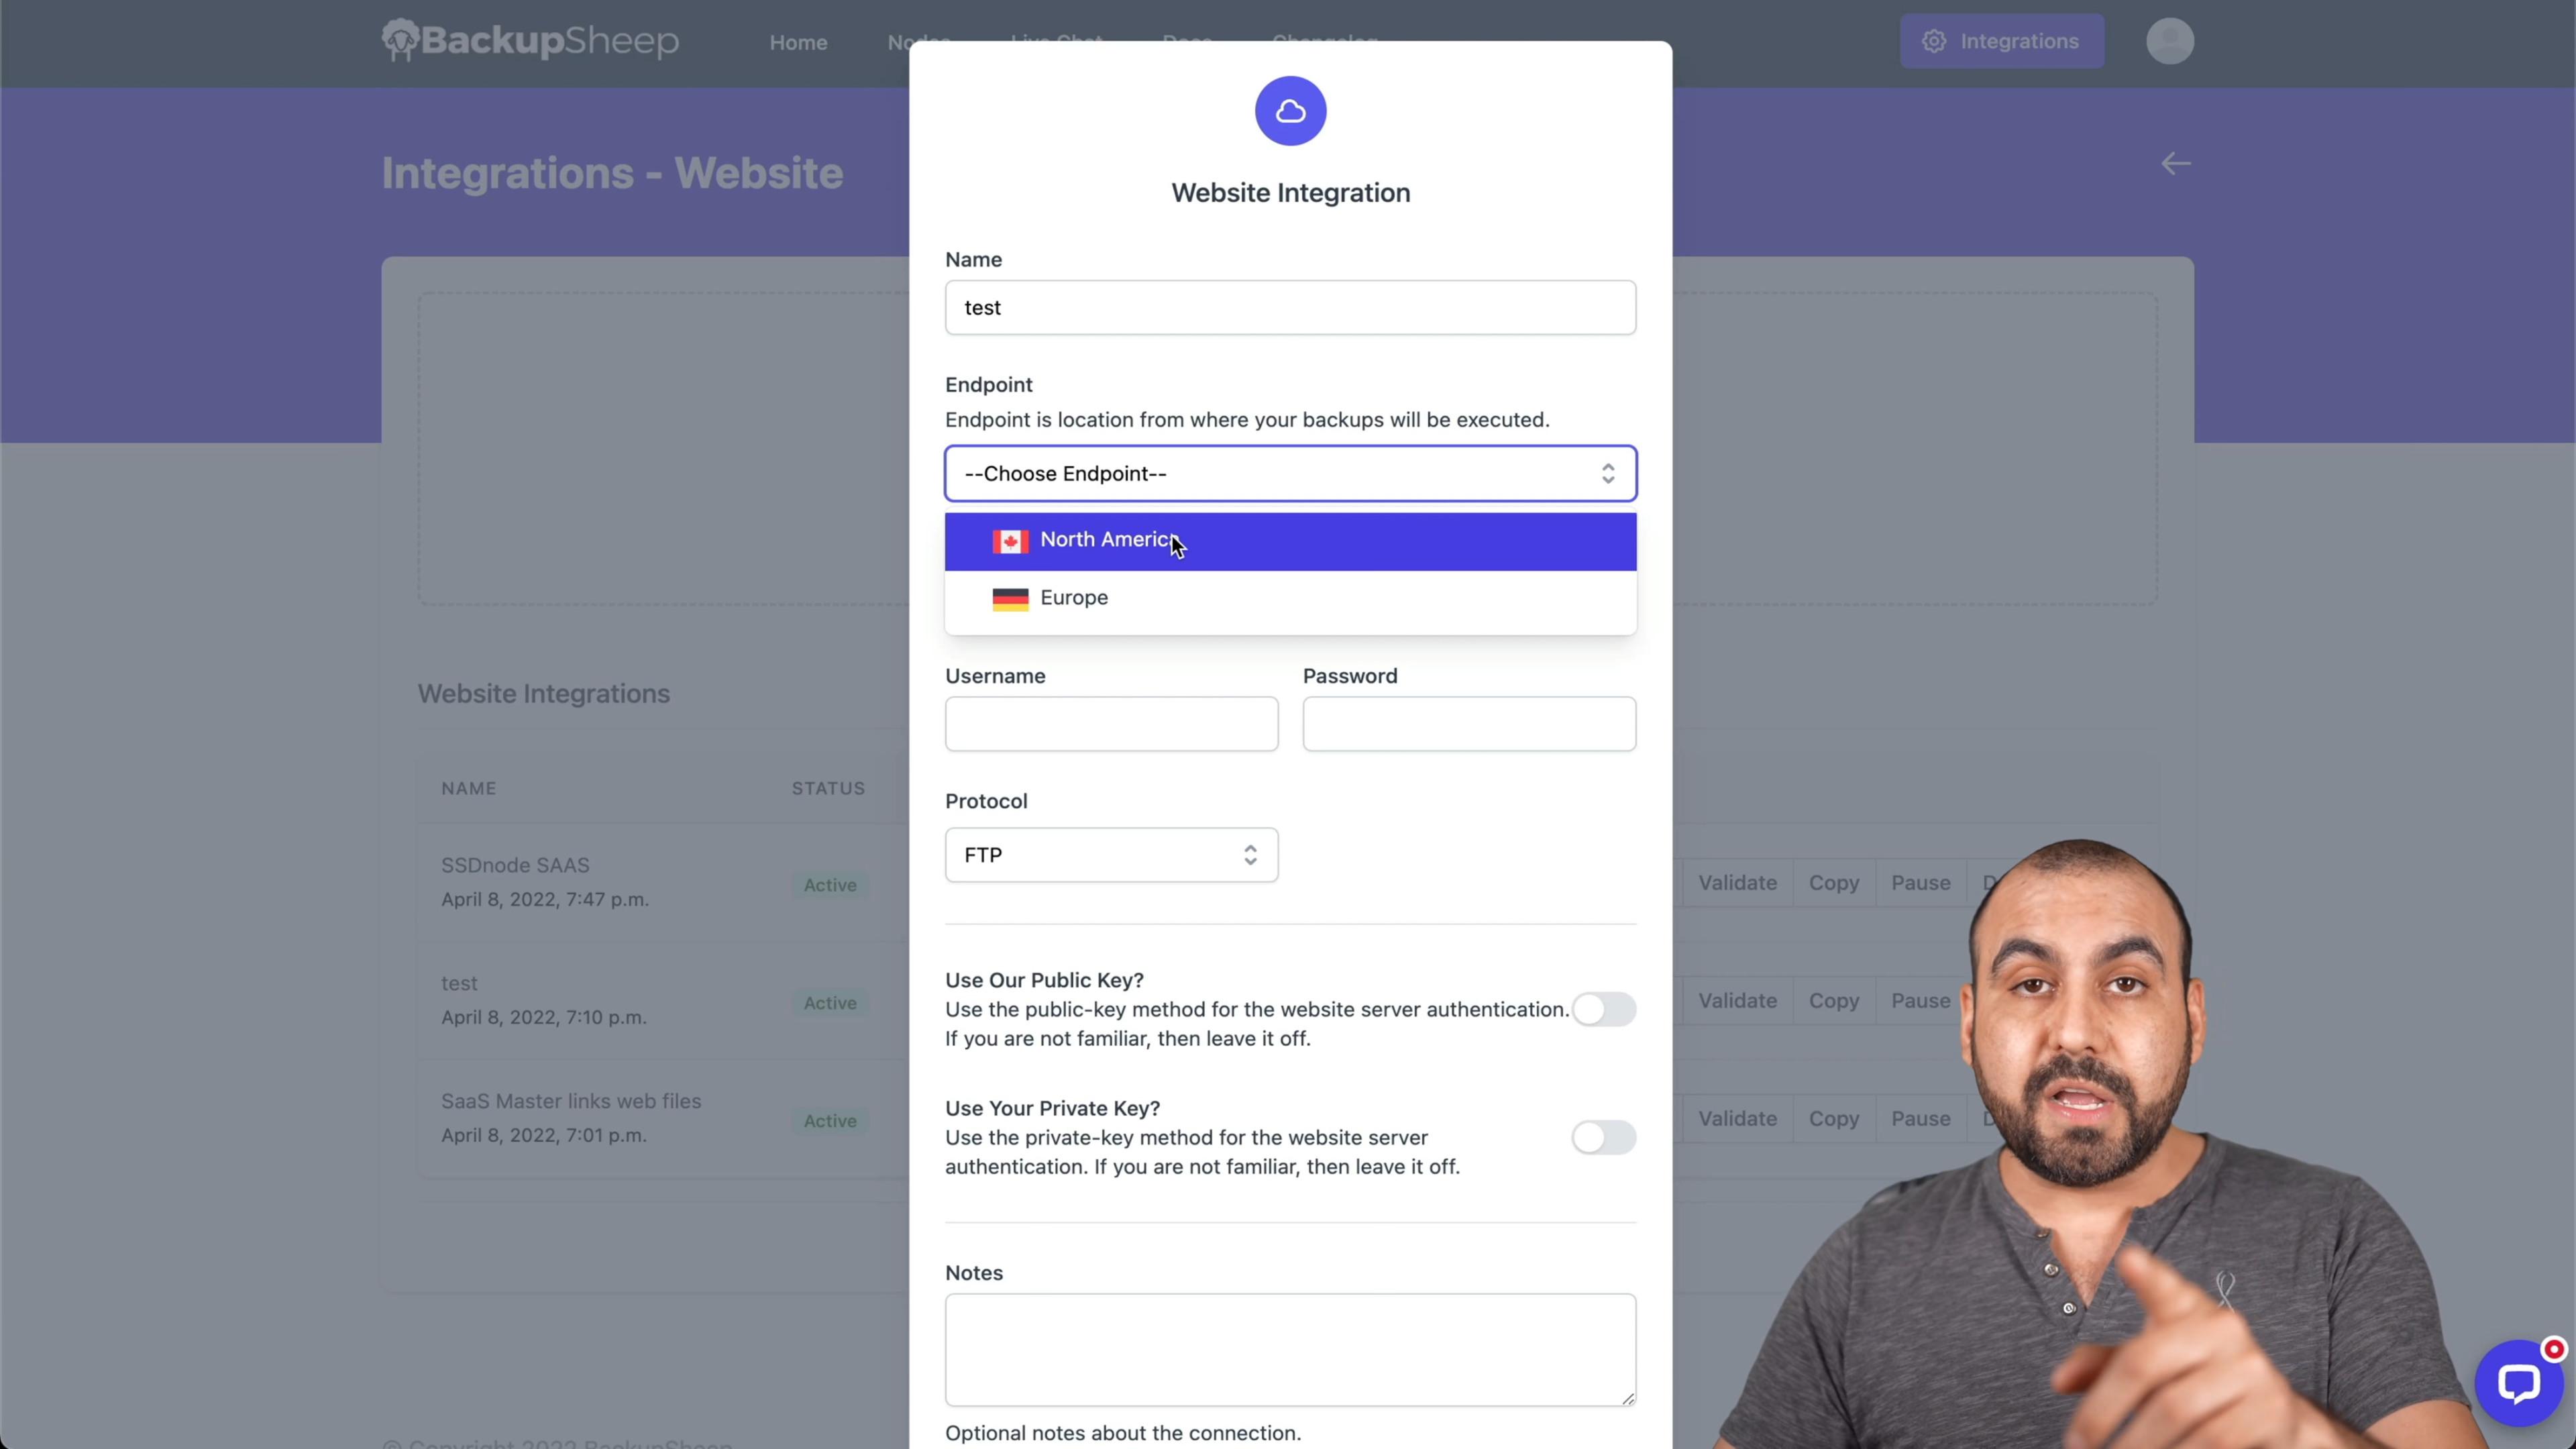 BackupSheep
Home
Integrations
Integrations - Website
Website Integration
Name
test
Endpoint
Endpoint is location from where your backups will be executed.
--Choose Endpoint--
North America
Europe
Username Password
Protocol
FTP
Use Our Public Key?
Use the public-key method for the website server authentication.
If you are not familiar, then leave it off.
Use Your Private Key?
Use the private-key method for the website server
authentication. If you are not familiar, then leave it off.
Notes
Optional notes about the connection.
Website Integrations
NAME STATUS
SSDnode SAAS
April 8, 2022, 7:47 p.m.
Active
Validate Copy Pause
test
April 8, 2022, 7:10 p.m.
Active
Validate Copy Pause
SaaS Master links web files
April 8, 2022, 7:01 p.m.
Active
Validate Copy Pause